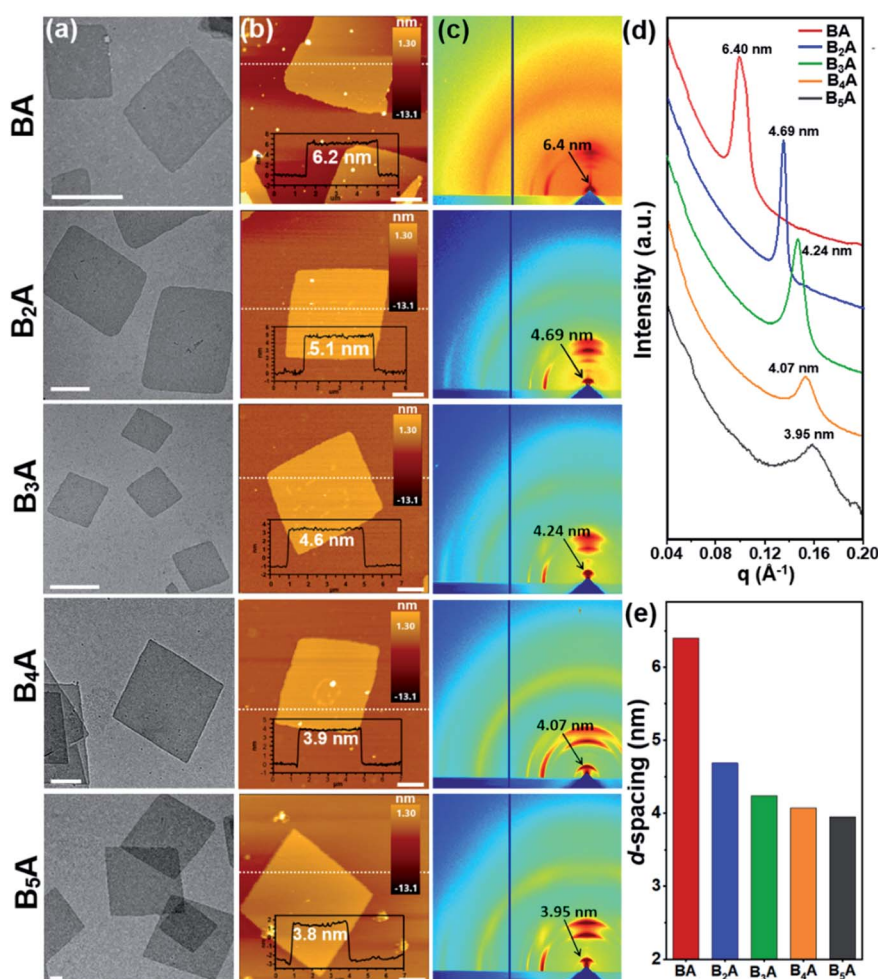 (a) (b) (c) (d)
BA
nm
1.30
-13.1
6.2 nm
6.4 nm
BA
B₂A
B₃A
B₄A
B₅A
6.40 nm
4.69 nm
4.24 nm
4.07 nm
3.95 nm
Intensity (a.u.)
0.04 0.08 0.12 0.16 0.20
q (Å⁻¹)
B₂A
nm
1.30
-13.1
5.1 nm
4.69 nm
B₃A
nm
1.30
-13.1
4.6 nm
4.24 nm
B₄A
nm
1.30
-13.1
3.9 nm
4.07 nm
B₅A
nm
1.30
-13.1
3.8 nm
3.95 nm
(e)
d-spacing (nm)
6
5
4
3
2
BA B₂A B₃A B₄A B₅A